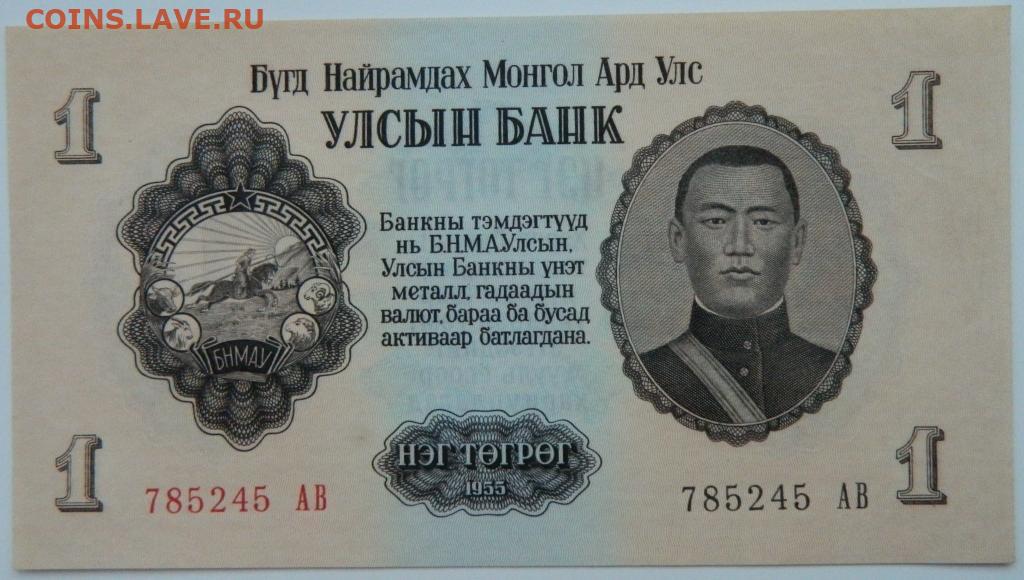 COINS.LAVE.RU
Бүгд Найрамдах Монгол Ард Улс
УЛСЫН БАНК
1
1
Банкны тэмдэгтүүд
нь Б.Н.М.А.Улсын,
Улсын Банкны үнэт
металл, гадаадын
валют, бараа ба бусад
активаар батлагдана.
БНМАУ
НЭГ ТӨГРӨГ
1955
1
1
785245 АВ
785245 АВ